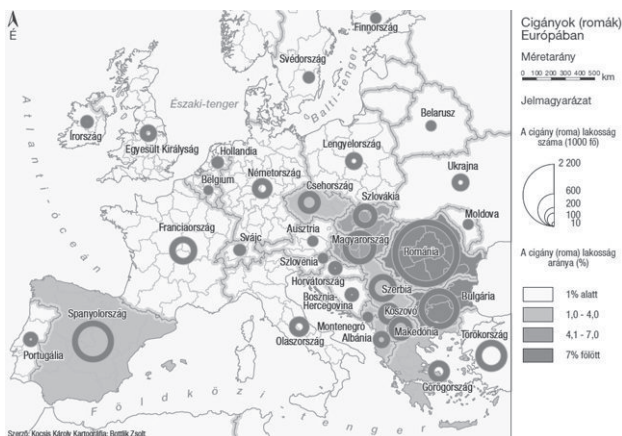 É
Finnország
Svédország
Balti-tenger
Északi-tenger
Atlanti-óceán
Írország
Egyesült Királyság
Belarusz
Hollandia
Lengyelország
Németország
Belgium
Ukrajna
Csehország
Szlovákia
Moldova
Franciaország
Svájc
Ausztria
Magyarország
Románia
Szlovénia
Horvátország
Szerbia
Bosznia-
Hercegovina
Bulgária
Koszovó
Spanyolország
Montenegró
Makedónia
Olaszország
Albánia
Törökország
Portugália
Görögország
Földközi-tenger
Szerző: Kocsis Károly Kartográfia: Bottlik Zsolt
Cigányok (romák)
Európában
Méretarány
0 100 200 300 400 500
km
Jelmagyarázat
A cigány (roma) lakosság
száma (1000 fő)
2 200
600
200
100
10
A cigány (roma) lakosság
aránya (%)
1% alatt
1,0 - 4,0
4,1 - 7,0
7% fölött